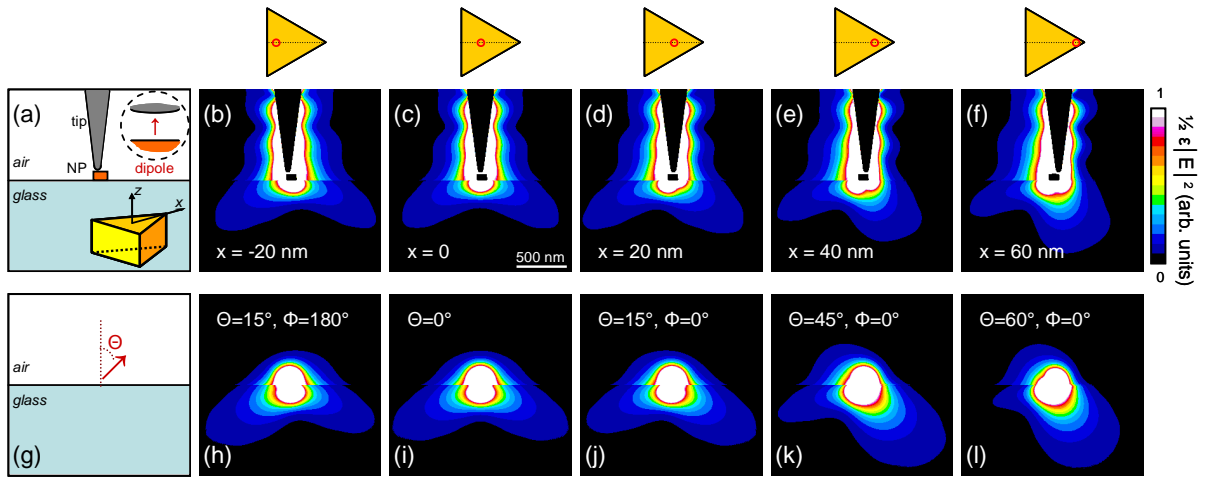 (a)
tip
air
NP
dipole
glass
z
x
(b)
x = -20 nm
(c)
x = 0
500 nm
(d)
x = 20 nm
(e)
x = 40 nm
(f)
x = 60 nm
1
0
½ ε| E| ² (arb. units)
Θ
air
glass
(g)
Θ=15°, Φ=180°
(h)
Θ=0°
(i)
Θ=15°, Φ=0°
(j)
Θ=45°, Φ=0°
(k)
Θ=60°, Φ=0°
(l)